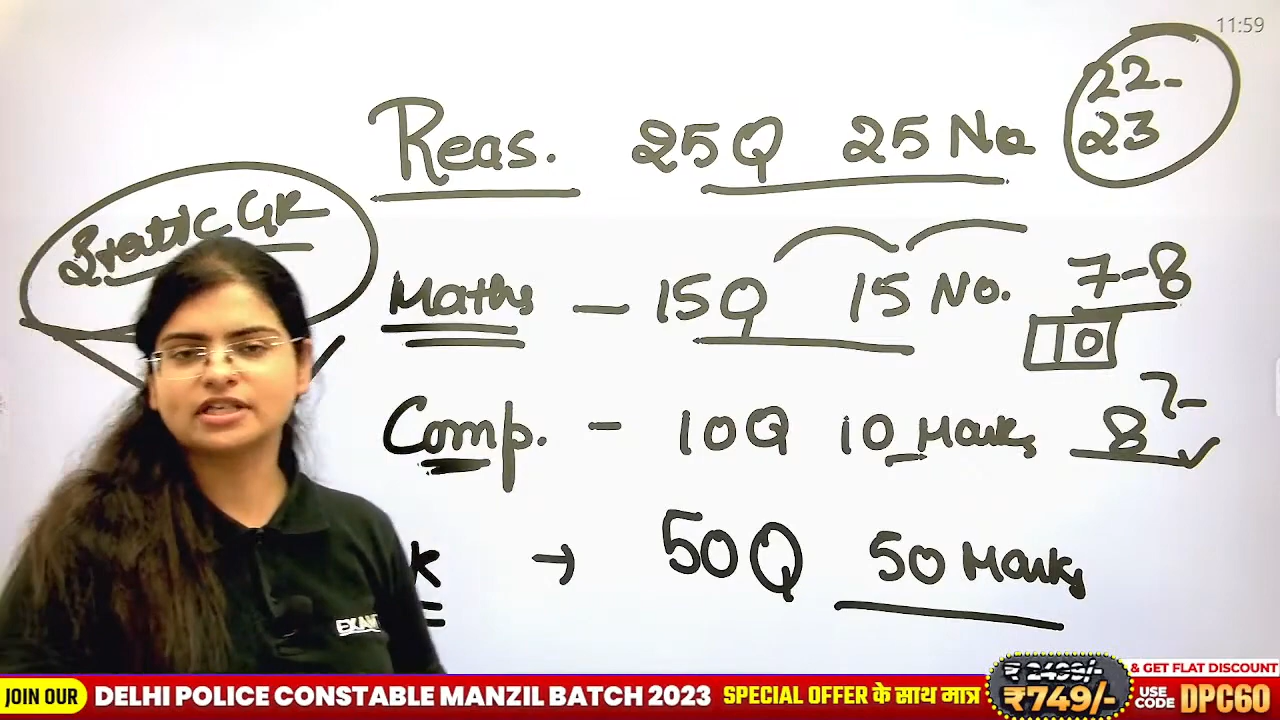 11:59
Reas. 25Q 25 No 22-23
Static GK
Maths - 15Q 15 No. 7-8
10
Comp. - 10Q 10 Marks 8 7-
K → 50Q 50 Marks
EXAM
JOIN OUR DELHI POLICE CONSTABLE MANZIL BATCH 2023 SPECIAL OFFER के साथ मात्र ₹ 2499/- ₹749/- & GET FLAT DISCOUNT USE CODE DPC60